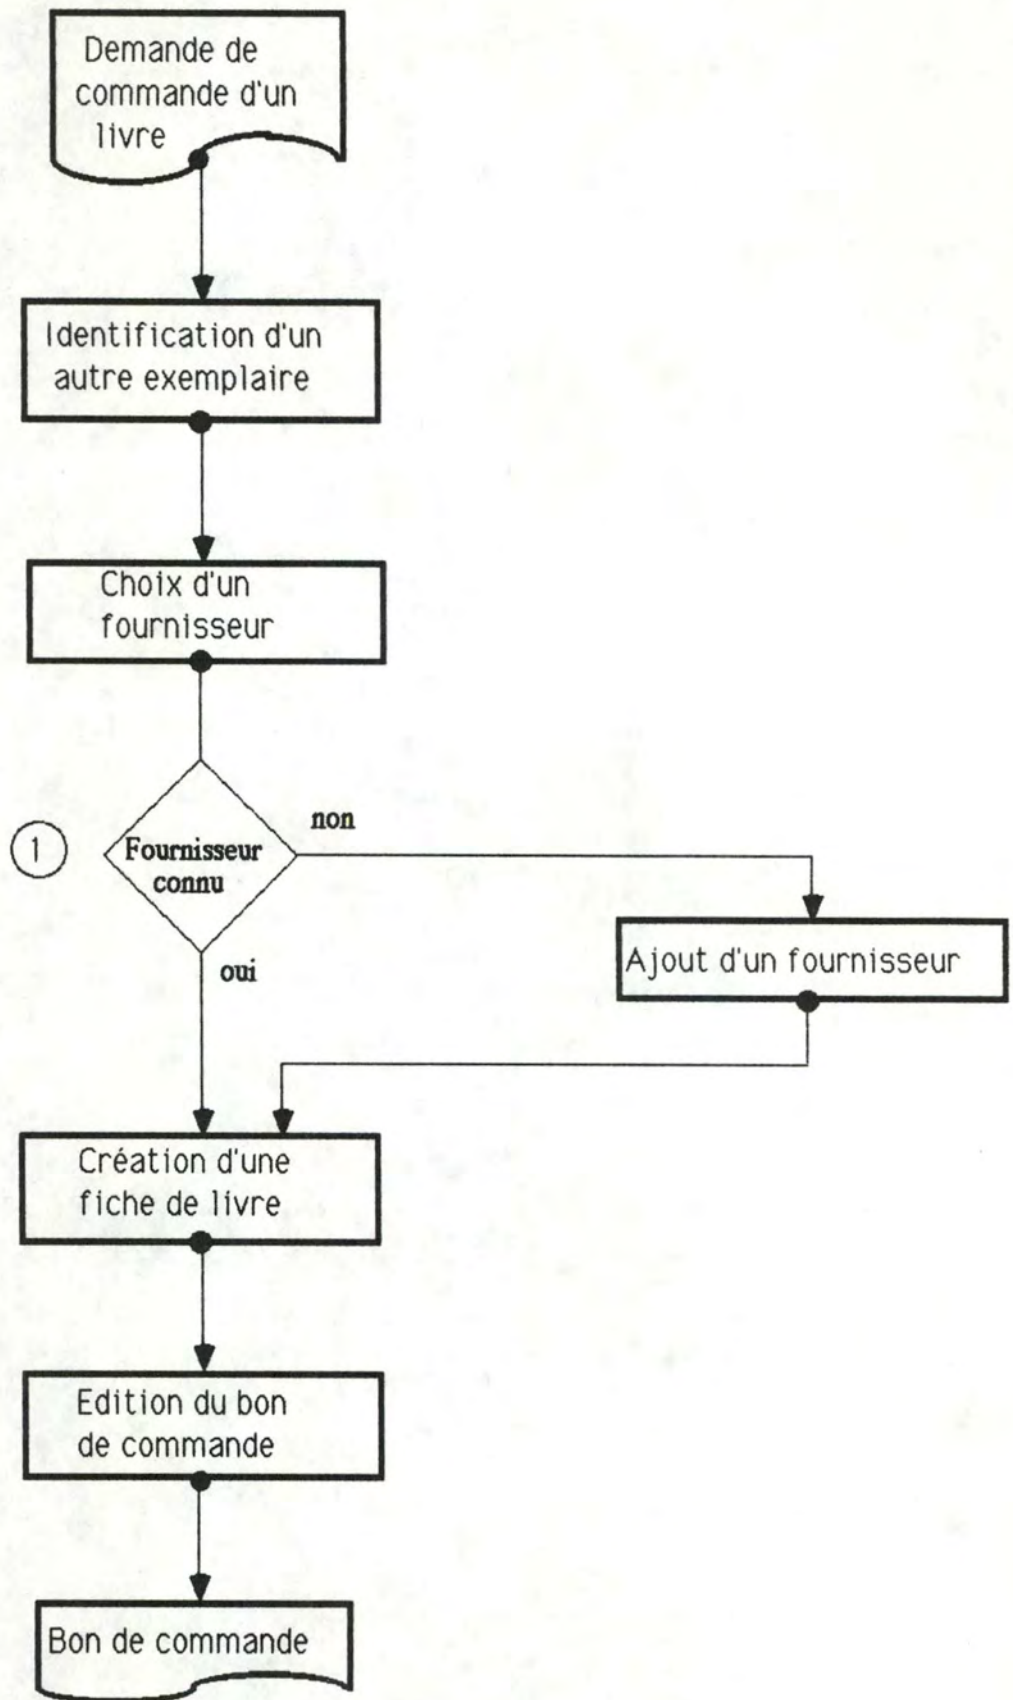 Demande de
commande d'un
livre
Identification d'un
autre exemplaire
Choix d'un
fournisseur
1
Fournisseur
connu
non
oui
Ajout d'un fournisseur
Création d'une
fiche de livre
Edition du bon
de commande
Bon de commande